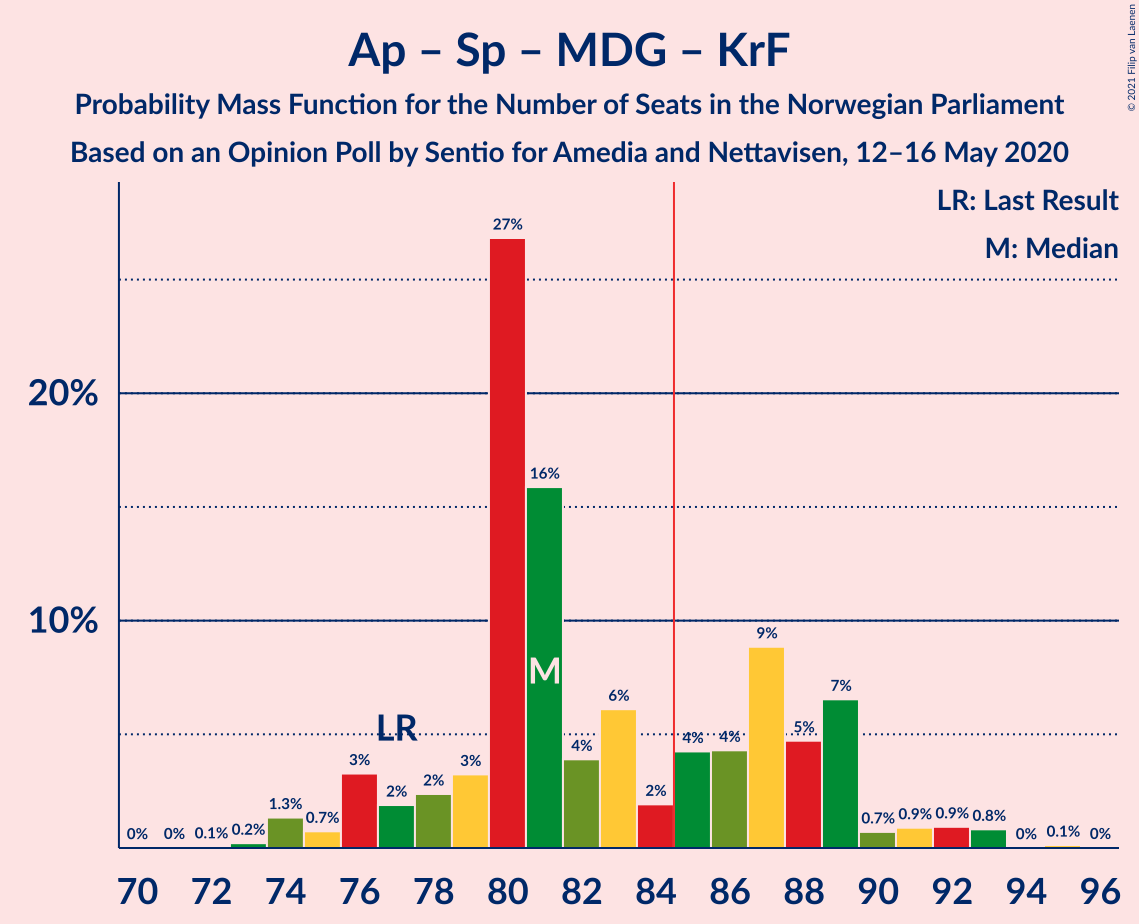 Ap – Sp – MDG – KrF
Probability Mass Function for the Number of Seats in the Norwegian Parliament
Based on an Opinion Poll by Sentio for Amedia and Nettavisen, 12–16 May 2020
© 2021 Filip van Laenen
LR: Last Result
M: Median
20%
10%
0% 0% 0.1% 0.2% 1.3% 0.7% 3% 2% 2% 3% 27% 16% 4% 6% 2% 4% 4% 9% 5% 7% 0.7% 0.9% 0.9% 0.8% 0% 0.1% 0%
LR
M
70 72 74 76 78 80 82 84 86 88 90 92 94 96